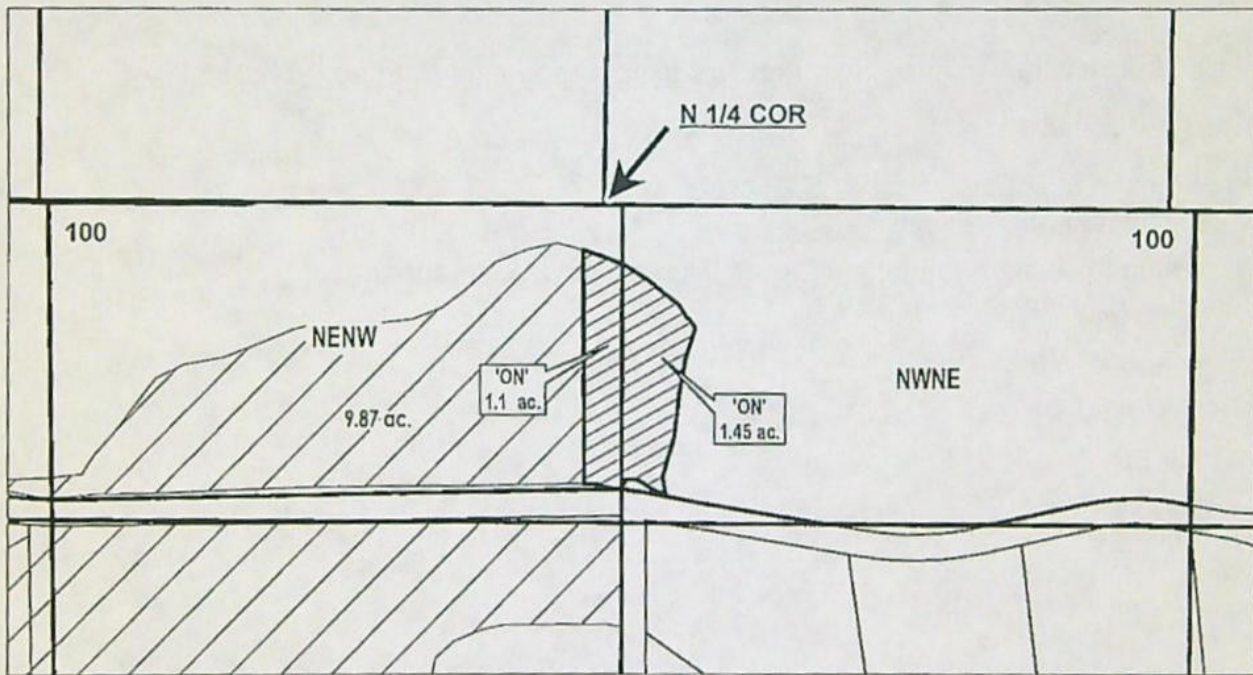 N 1/4 COR
100
100
NENW
'ON'
1.1 ac.
NWNE
'ON'
1.45 ac.
9.87 ac.